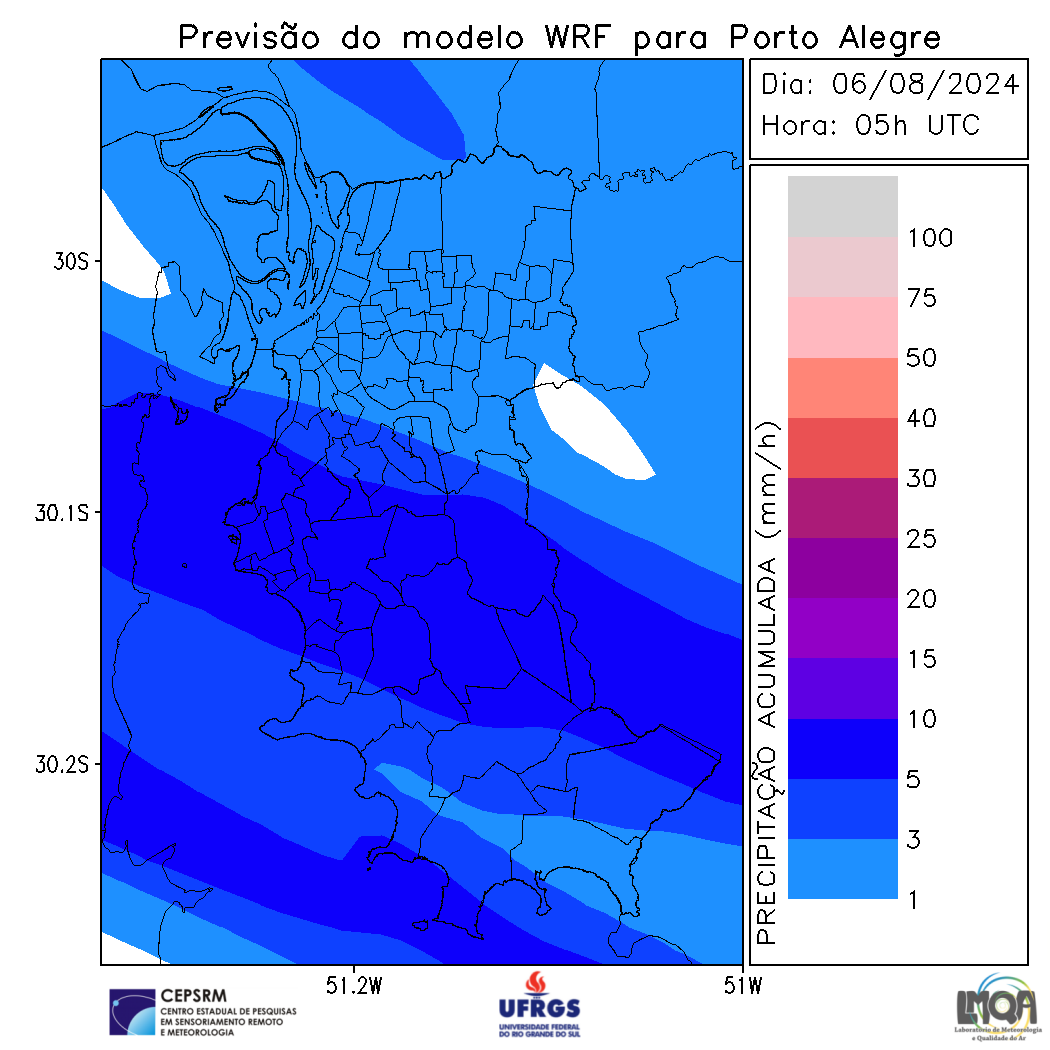 Previsão do modelo WRF para Porto Alegre
Dia: 06/08/2024
Hora: 05h UTC
30S
30.1S
30.2S
51.2W
51W
PRECIPITAÇÃO ACUMULADA (mm/h)
100
75
50
40
30
25
20
15
10
5
3
1
CEPSRM
CENTRO ESTADUAL DE PESQUISAS
EM SENSORIAMENTO REMOTO
E METEOROLOGIA
UFRGS
UNIVERSIDADE FEDERAL
DO RIO GRANDE DO SUL
LMQA
Laboratório de Meteorologia
e Qualidade do Ar